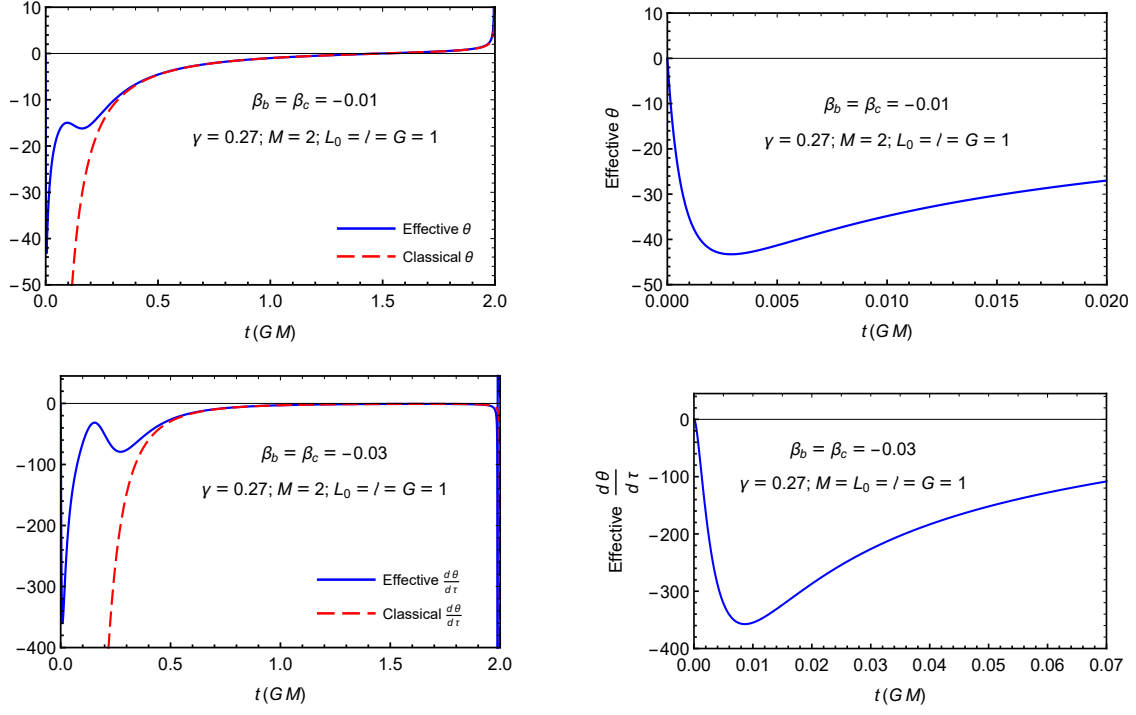 10
0
−10
−20
−30
−40
−50
β_b = β_c = −0.01
γ = 0.27; M = 2; L_0 = l = G = 1
Effective θ
Classical θ
0.0 0.5 1.0 1.5 2.0
t (G M)
Effective θ
10
0
−10
−20
−30
−40
−50
β_b = β_c = −0.01
γ = 0.27; M = 2; L_0 = l = G = 1
0.000 0.005 0.010 0.015 0.020
t (G M)
0
−100
−200
−300
−400
β_b = β_c = −0.03
γ = 0.27; M = 2; L_0 = l = G = 1
Effective dθ/dτ
Classical dθ/dτ
0.0 0.5 1.0 1.5 2.0
t (G M)
Effective dθ/dτ
0
−100
−200
−300
−400
β_b = β_c = −0.03
γ = 0.27; M = L_0 = l = G = 1
0.00 0.01 0.02 0.03 0.04 0.05 0.06 0.07
t (G M)